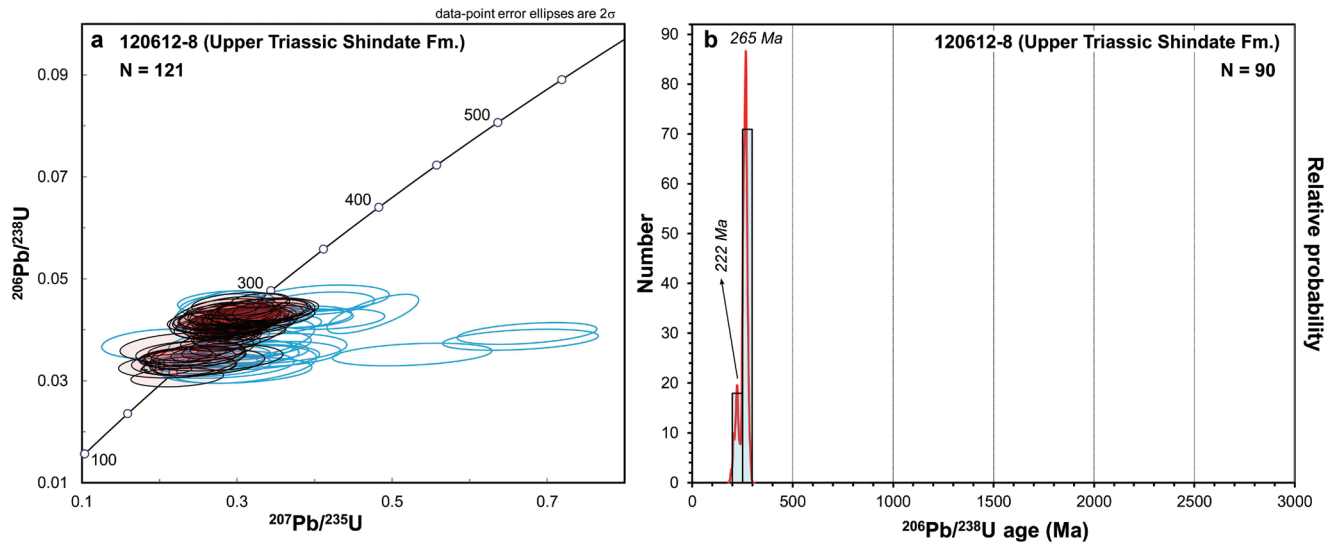 data-point error ellipses are 2σ
a 120612-8 (Upper Triassic Shindate Fm.)
N = 121
0.09
0.07
0.05
0.03
0.01
²⁰⁶Pb/²³⁸U
500
400
300
100
0.1 0.3 0.5 0.7
²⁰⁷Pb/²³⁵U
b 265 Ma 120612-8 (Upper Triassic Shindate Fm.)
N = 90
90
80
70
60
50
40
30
20
10
0
Number
222 Ma
Relative probability
0 500 1000 1500 2000 2500 3000
²⁰⁶Pb/²³⁸U age (Ma)